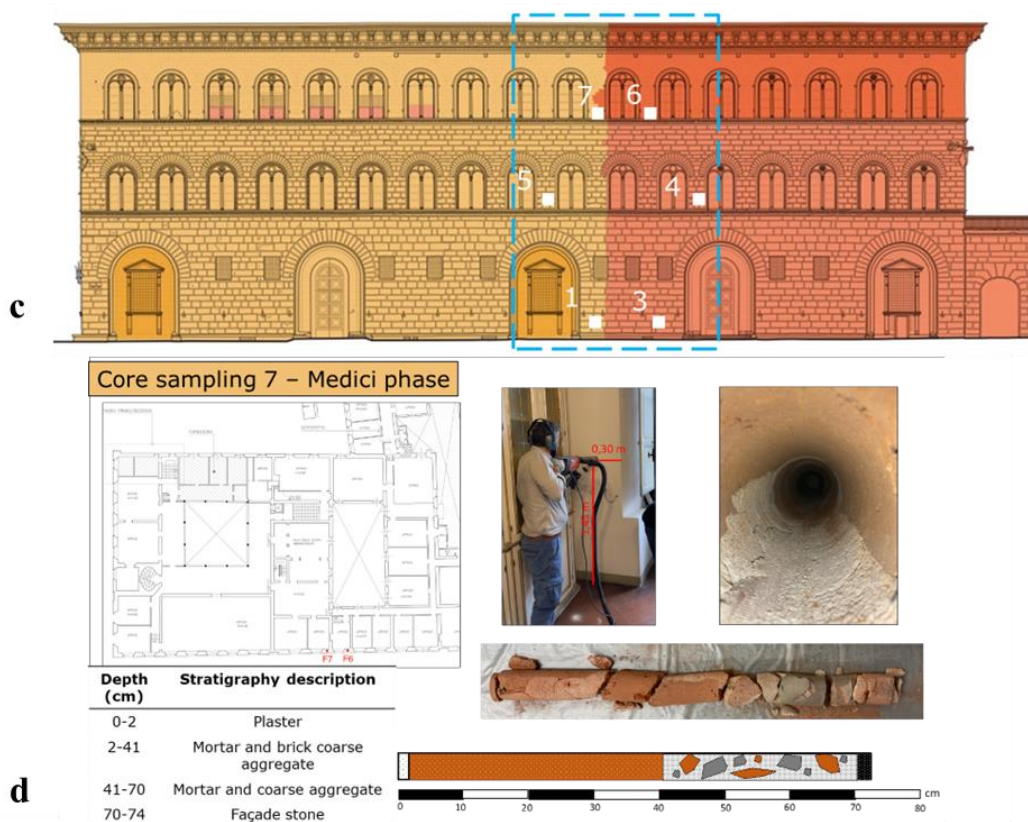 7
6
5
4
1
3
c
Core sampling 7 – Medici phase
0,30 m
F7 F6
Depth (cm) Stratigraphy description
0-2 Plaster
2-41 Mortar and brick coarse aggregate
41-70 Mortar and coarse aggregate
70-74 Façade stone
d
0 10 20 30 40 50 60 70 80 cm